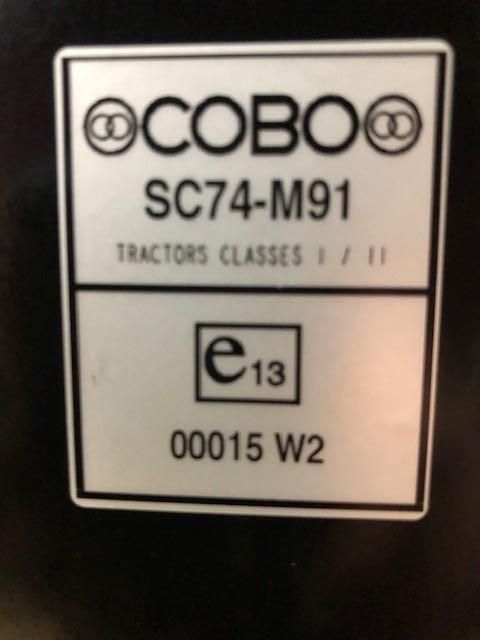 COBO
SC74-M91
TRACTORS CLASSES I / II
e13
00015 W2